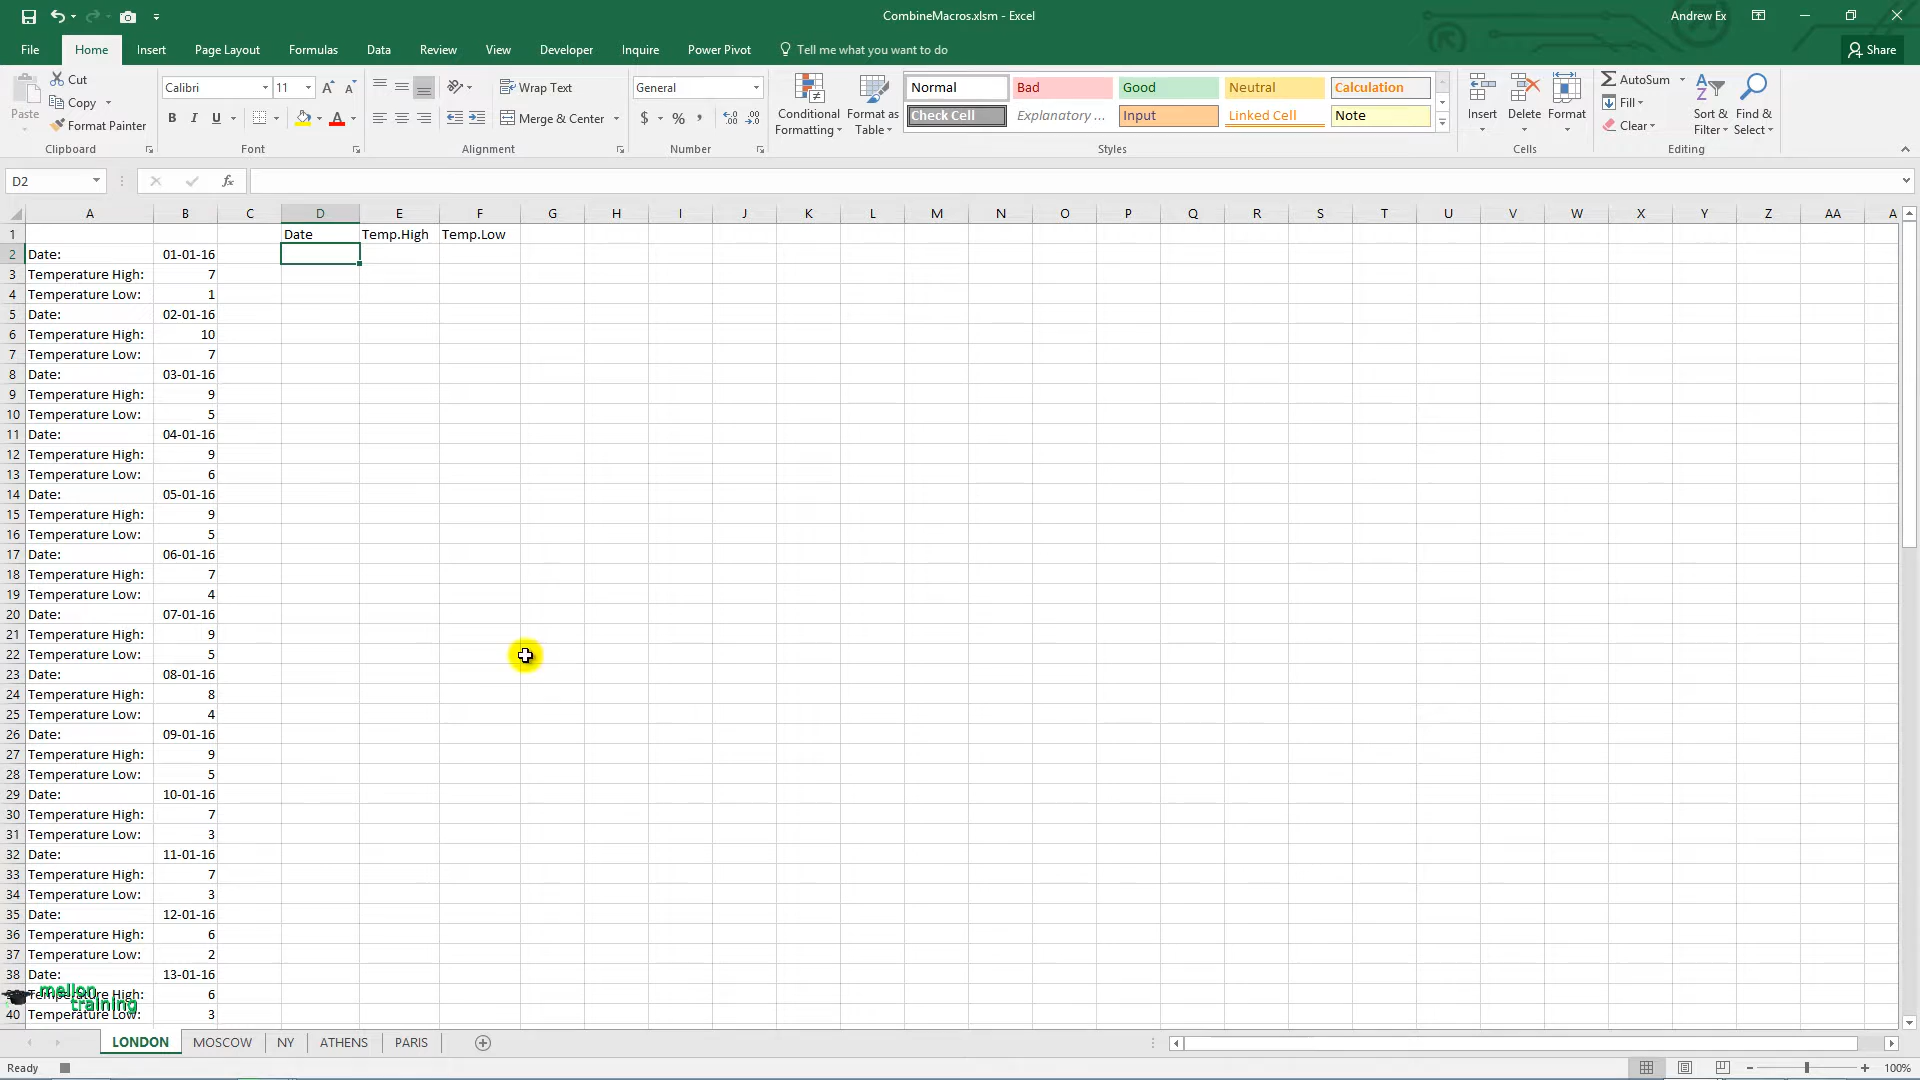 CombineMacros.xlsm - Excel
Andrew Ex
File Home Insert Page Layout Formulas Data Review View Developer Inquire Power Pivot Tell me what you want to do Share
Paste
Cut
Copy
Format Painter
Clipboard
Calibri 11
B I U
Font
Wrap Text
Merge & Center
Alignment
General
$ % ,
Number
Conditional Formatting
Format as Table
Normal Bad Good Neutral Calculation
Check Cell Explanatory ... Input Linked Cell Note
Styles
Insert Delete Format
Cells
AutoSum
Fill
Clear
Sort & Filter
Find & Select
Editing
D2 fx
A B C D E F G H I J K L M N O P Q R S T U V W X Y Z AA A
1 Date Temp.High Temp.Low
2 Date: 01-01-16
3 Temperature High: 7
4 Temperature Low: 1
5 Date: 02-01-16
6 Temperature High: 10
7 Temperature Low: 7
8 Date: 03-01-16
9 Temperature High: 9
10 Temperature Low: 5
11 Date: 04-01-16
12 Temperature High: 9
13 Temperature Low: 6
14 Date: 05-01-16
15 Temperature High: 9
16 Temperature Low: 5
17 Date: 06-01-16
18 Temperature High: 7
19 Temperature Low: 4
20 Date: 07-01-16
21 Temperature High: 9
22 Temperature Low: 5
23 Date: 08-01-16
24 Temperature High: 8
25 Temperature Low: 4
26 Date: 09-01-16
27 Temperature High: 9
28 Temperature Low: 5
29 Date: 10-01-16
30 Temperature High: 7
31 Temperature Low: 3
32 Date: 11-01-16
33 Temperature High: 7
34 Temperature Low: 3
35 Date: 12-01-16
36 Temperature High: 6
37 Temperature Low: 2
38 Date: 13-01-16
Temperature High: 6
40 Temperature Low: 3
mellon
training
LONDON MOSCOW NY ATHENS PARIS
Ready
100%